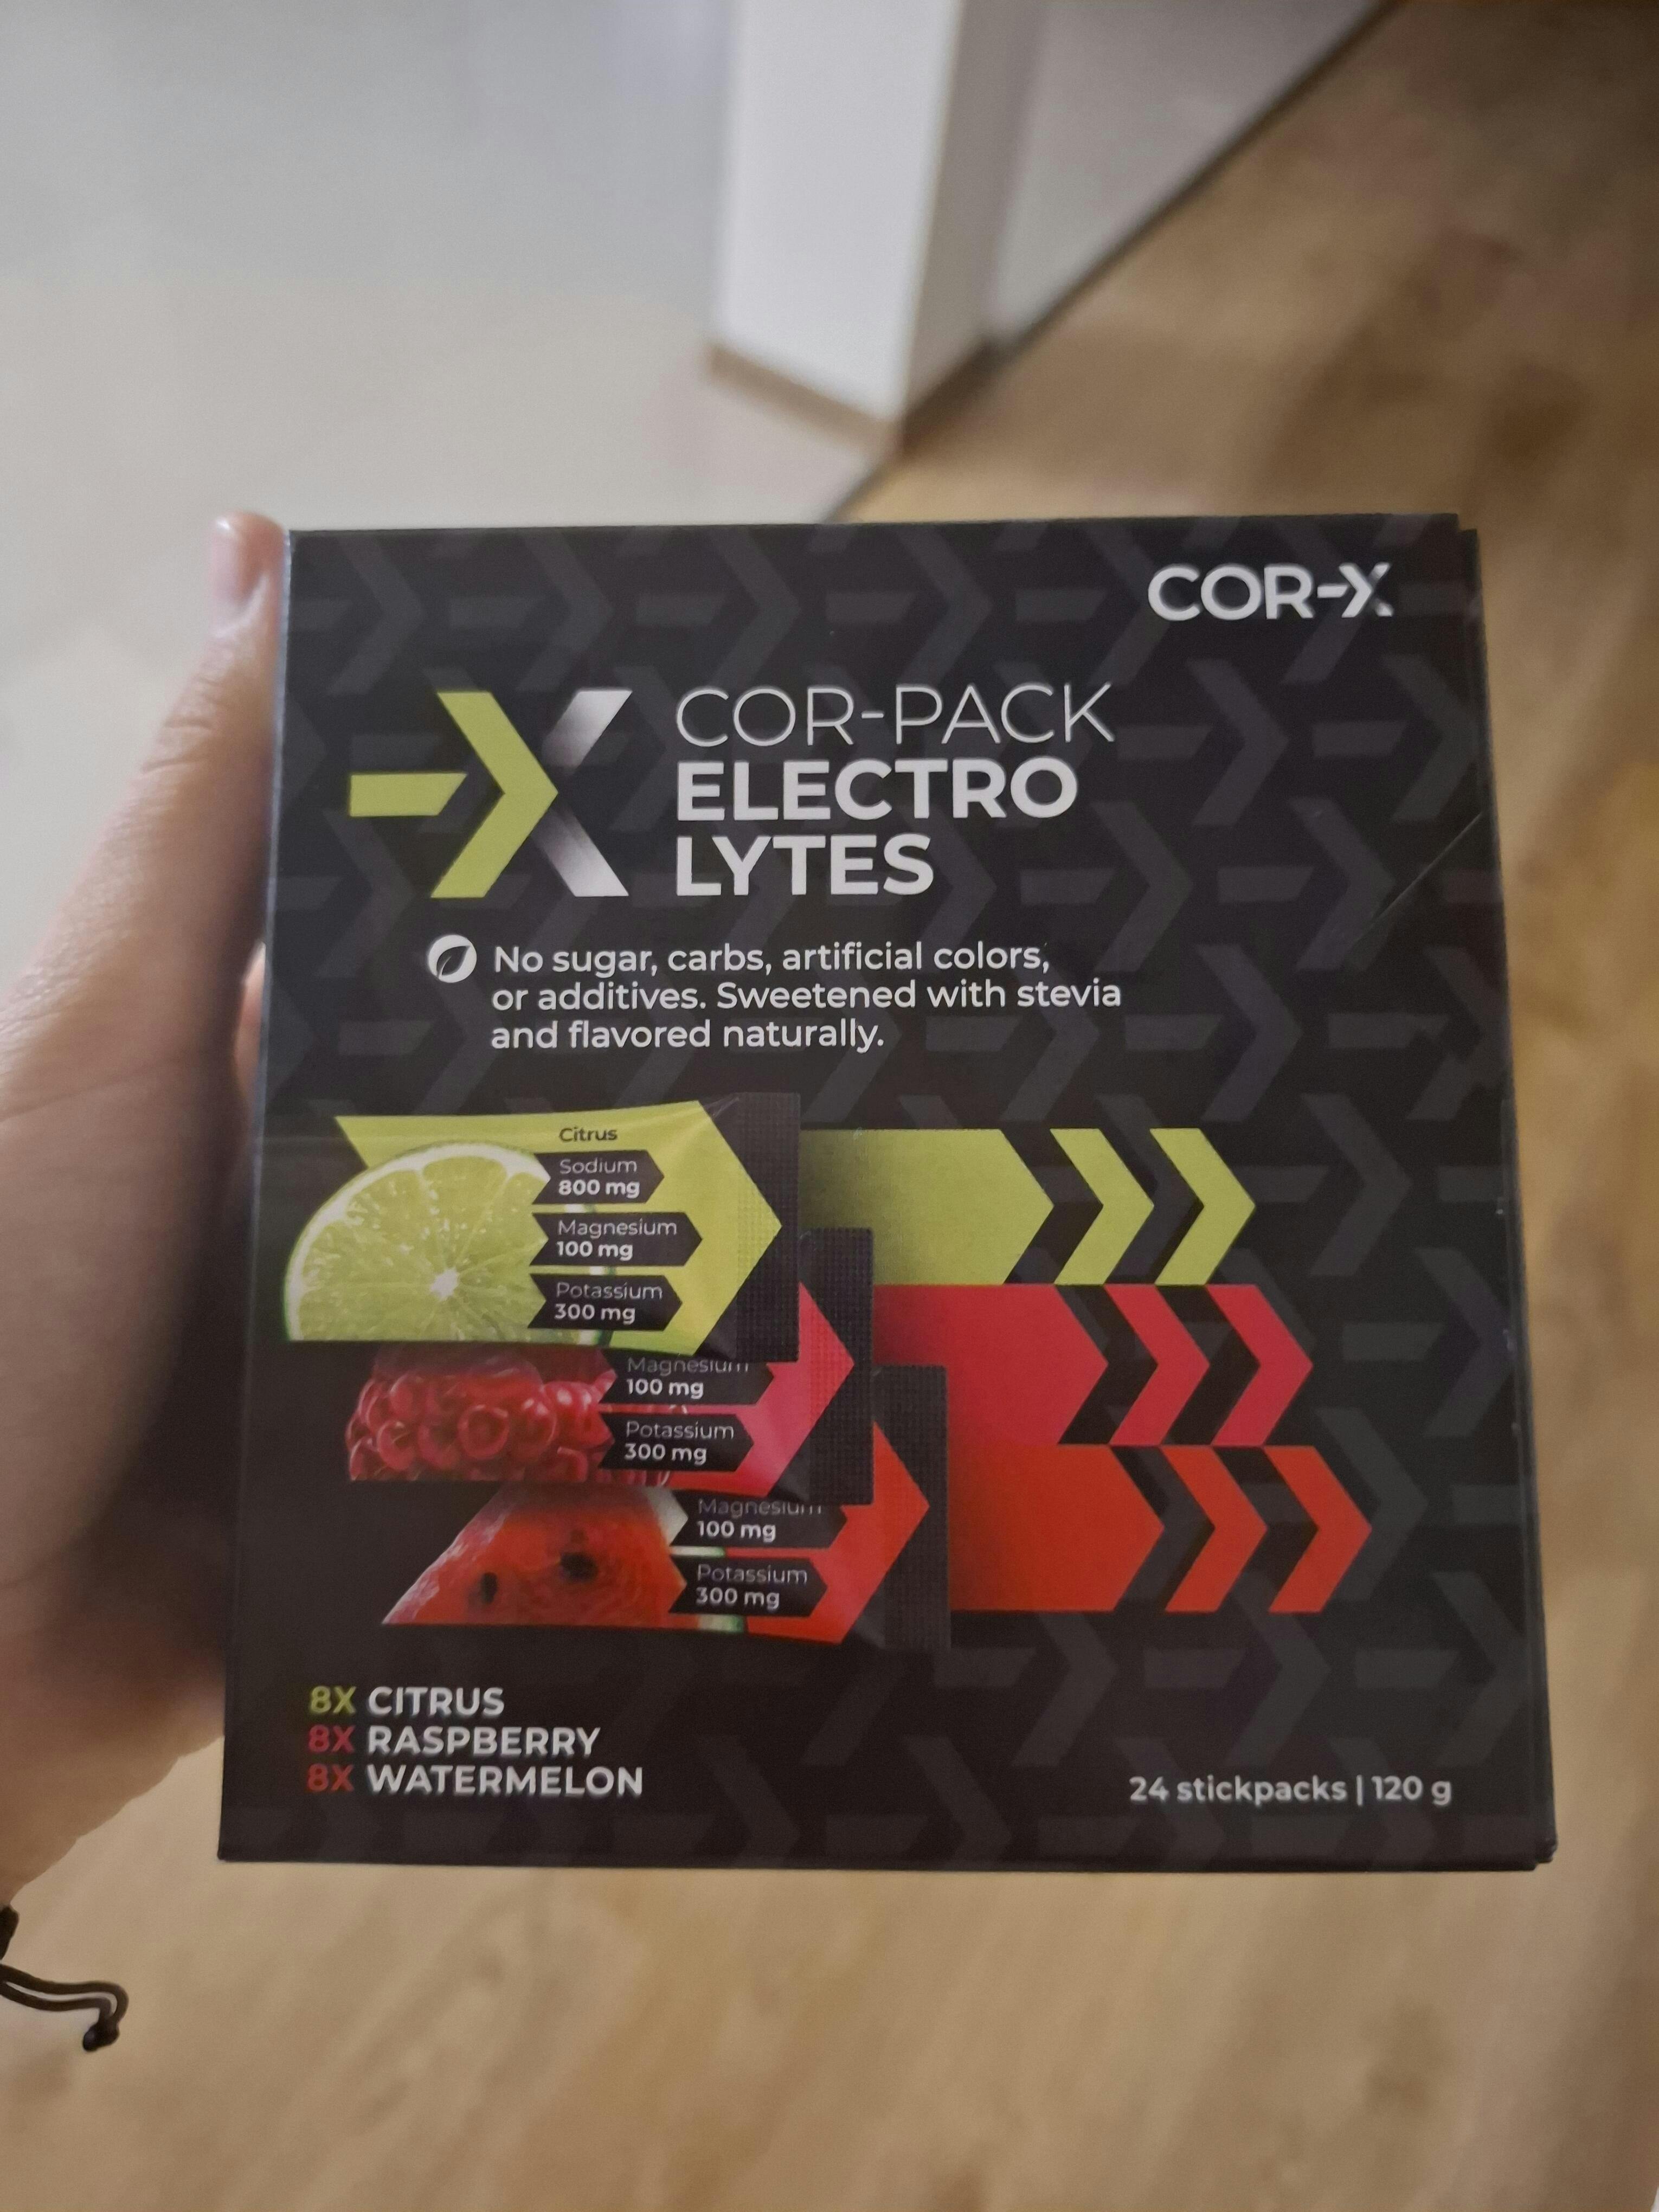 COR-X
COR-PACK
ELECTRO
LYTES
No sugar, carbs, artificial colors,
or additives. Sweetened with stevia
and flavored naturally.
Citrus
Sodium
800 mg
Magnesium
100 mg
Potassium
300 mg
Magnesium
100 mg
Potassium
300 mg
Magnesium
100 mg
Potassium
300 mg
8X CITRUS
8X RASPBERRY
8X WATERMELON
24 stickpacks | 120 g